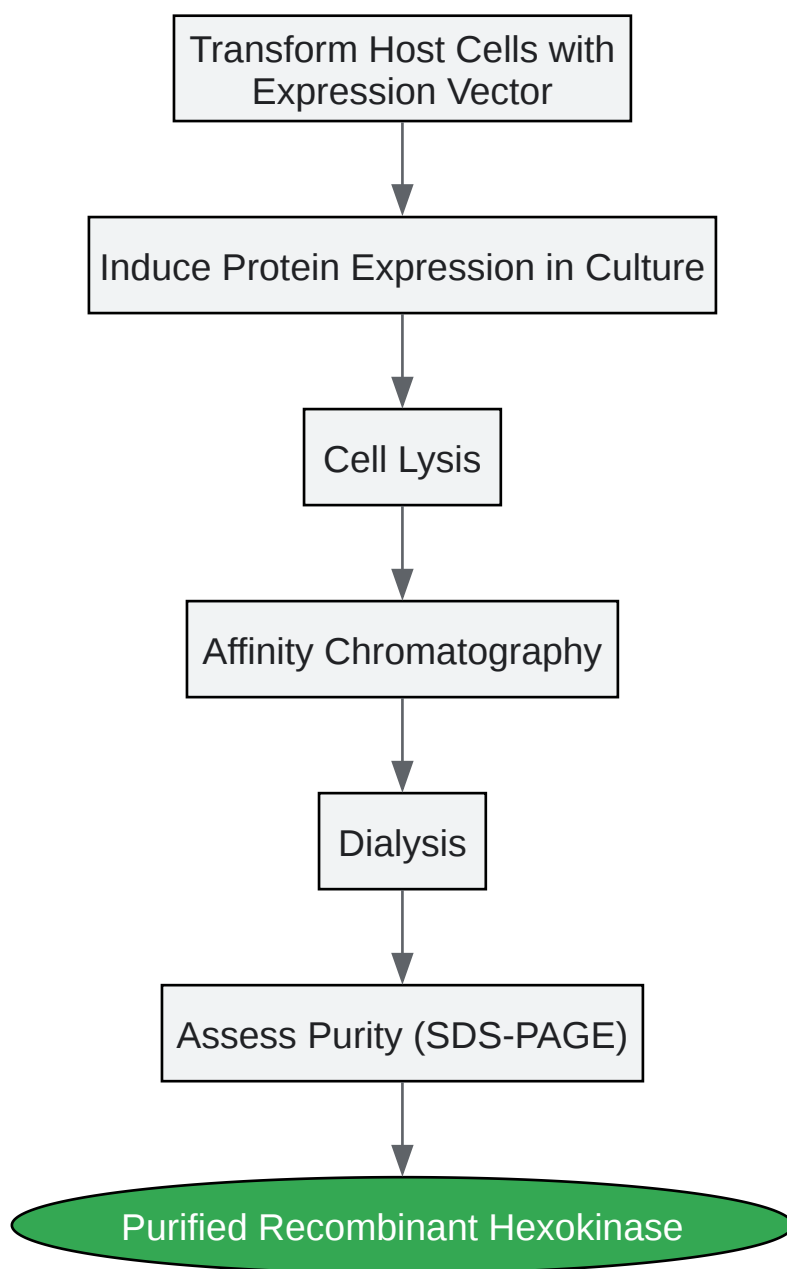 Transform Host Cells with
Expression Vector
Induce Protein Expression in Culture
Cell Lysis
Affinity Chromatography
Dialysis
Assess Purity (SDS-PAGE)
Purified Recombinant Hexokinase